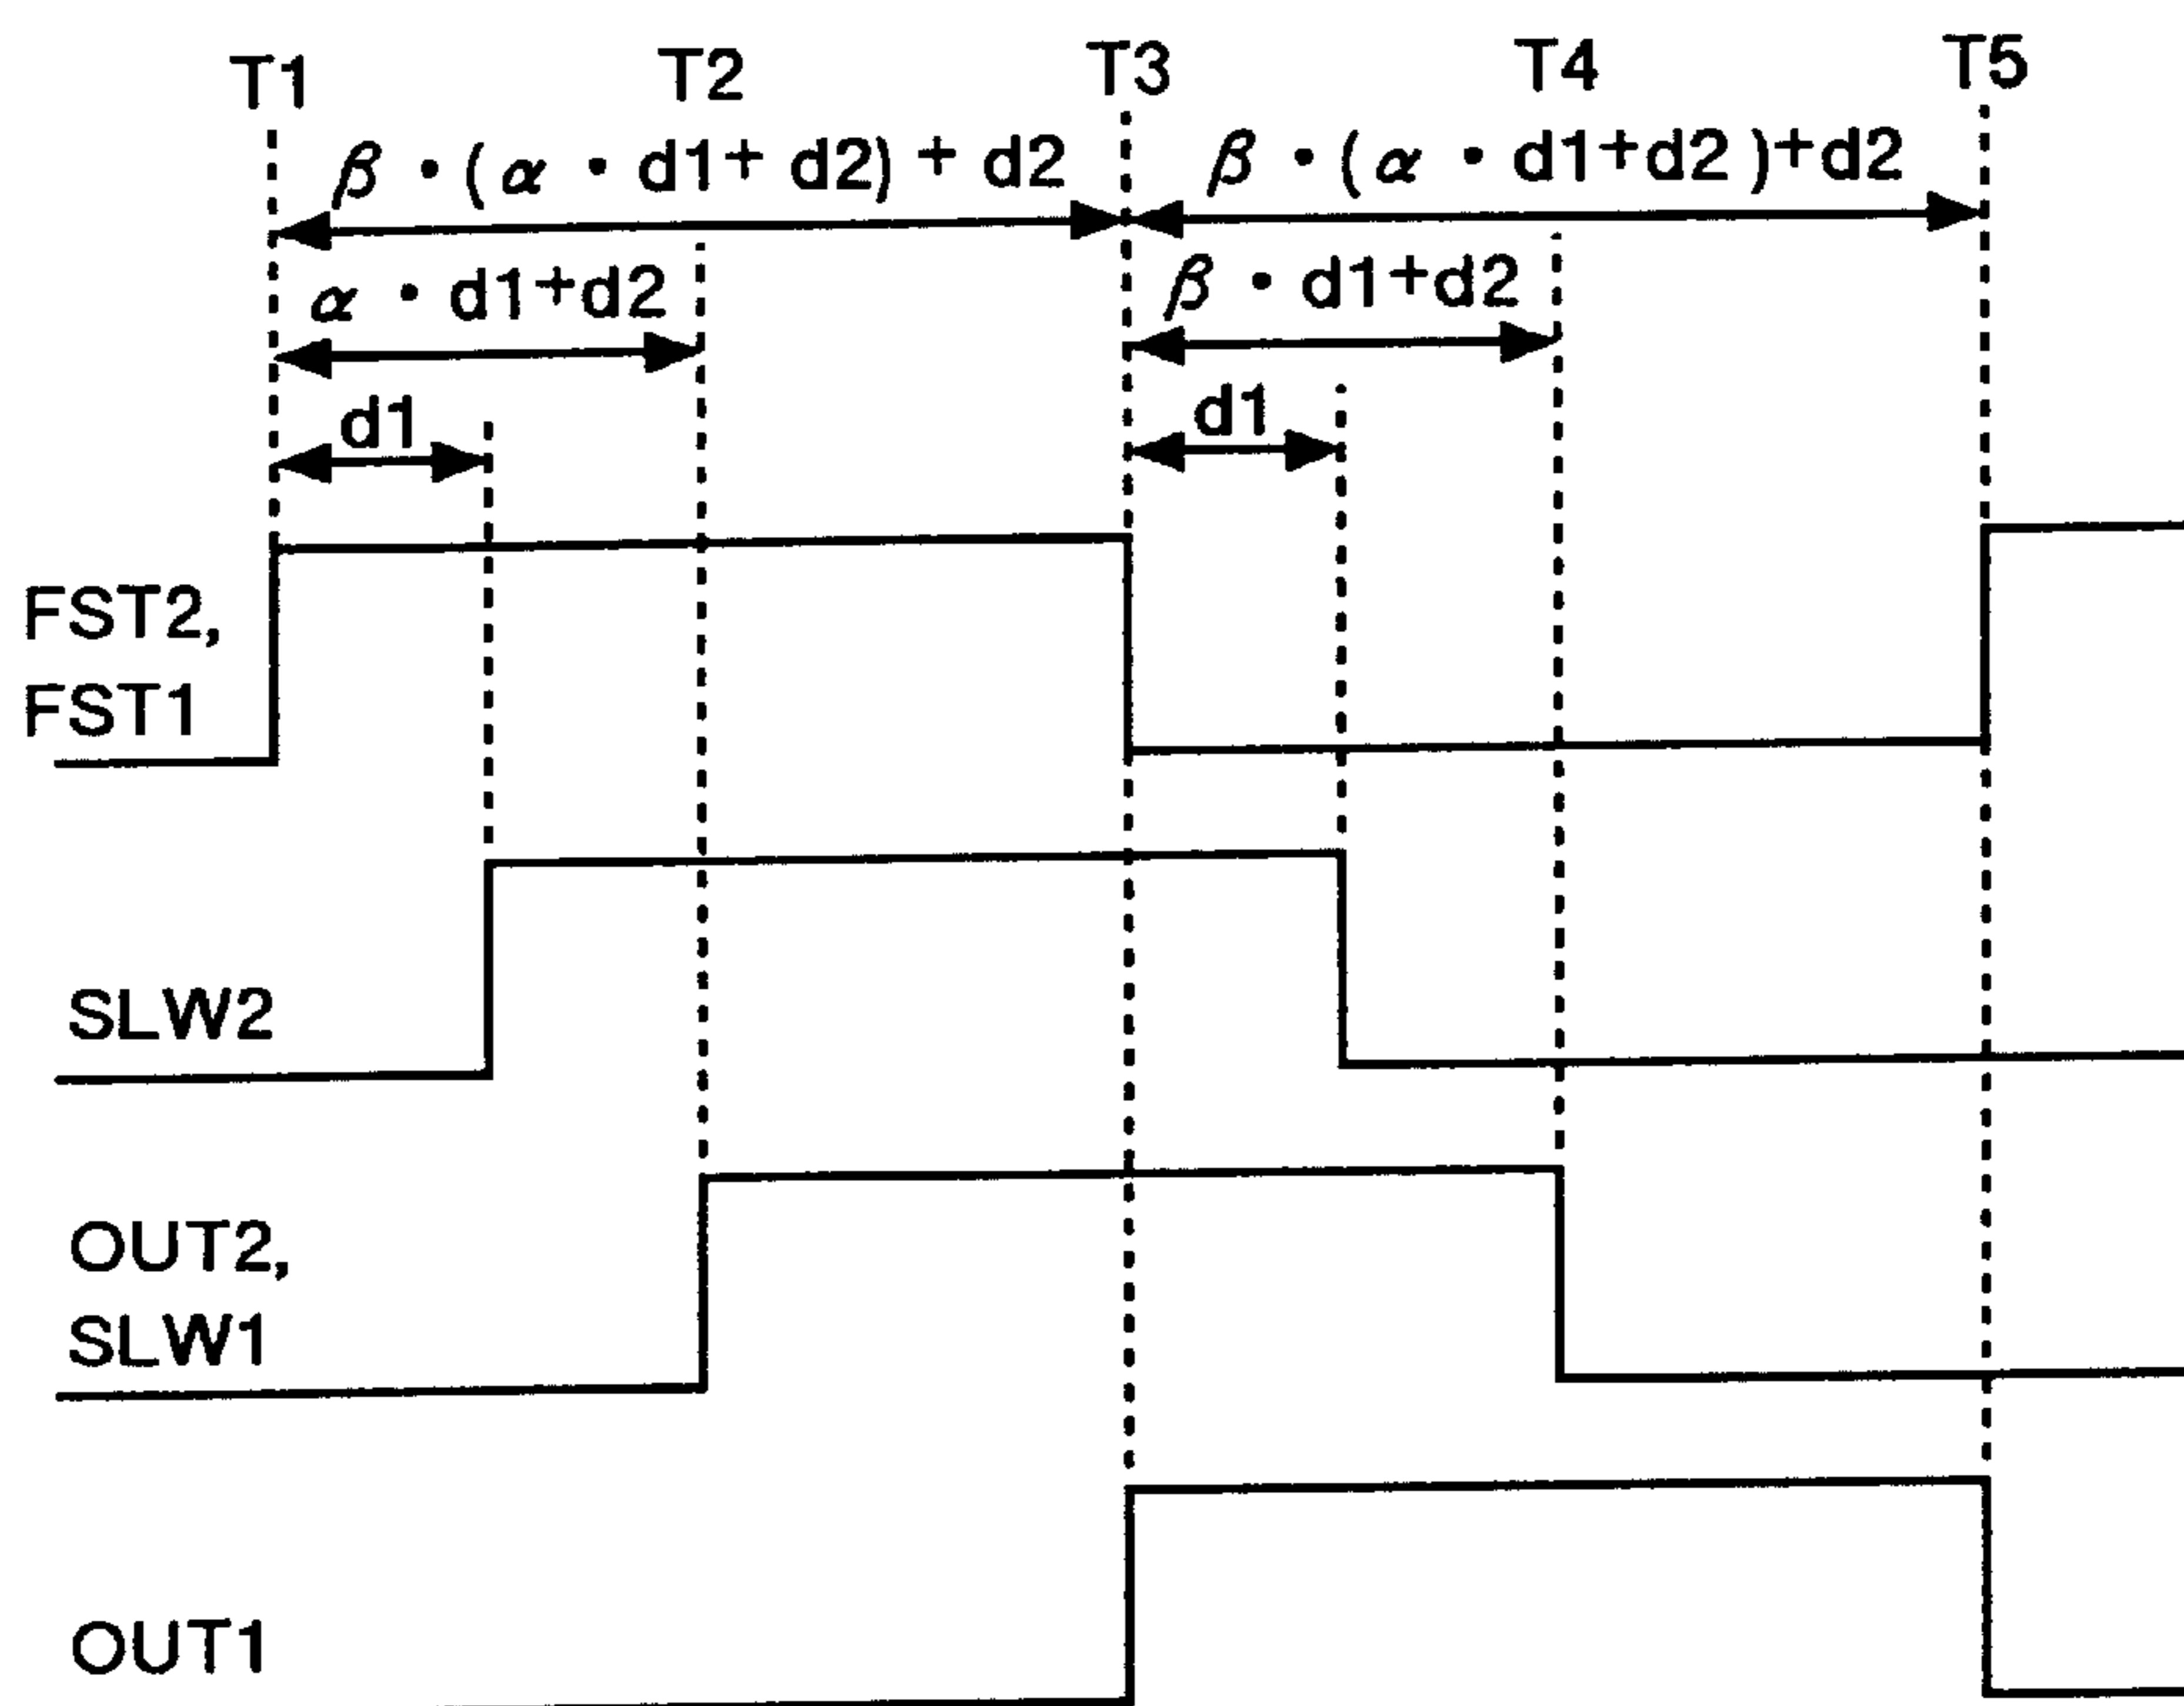 T1 T2 T3 T4 T5
β・(α・d1+ d2) + d2 β・(α・d1+d2 )+d2
α・d1+d2 β・d1+d2
d1 d1
FST2,
FST1
SLW2
OUT2,
SLW1
OUT1